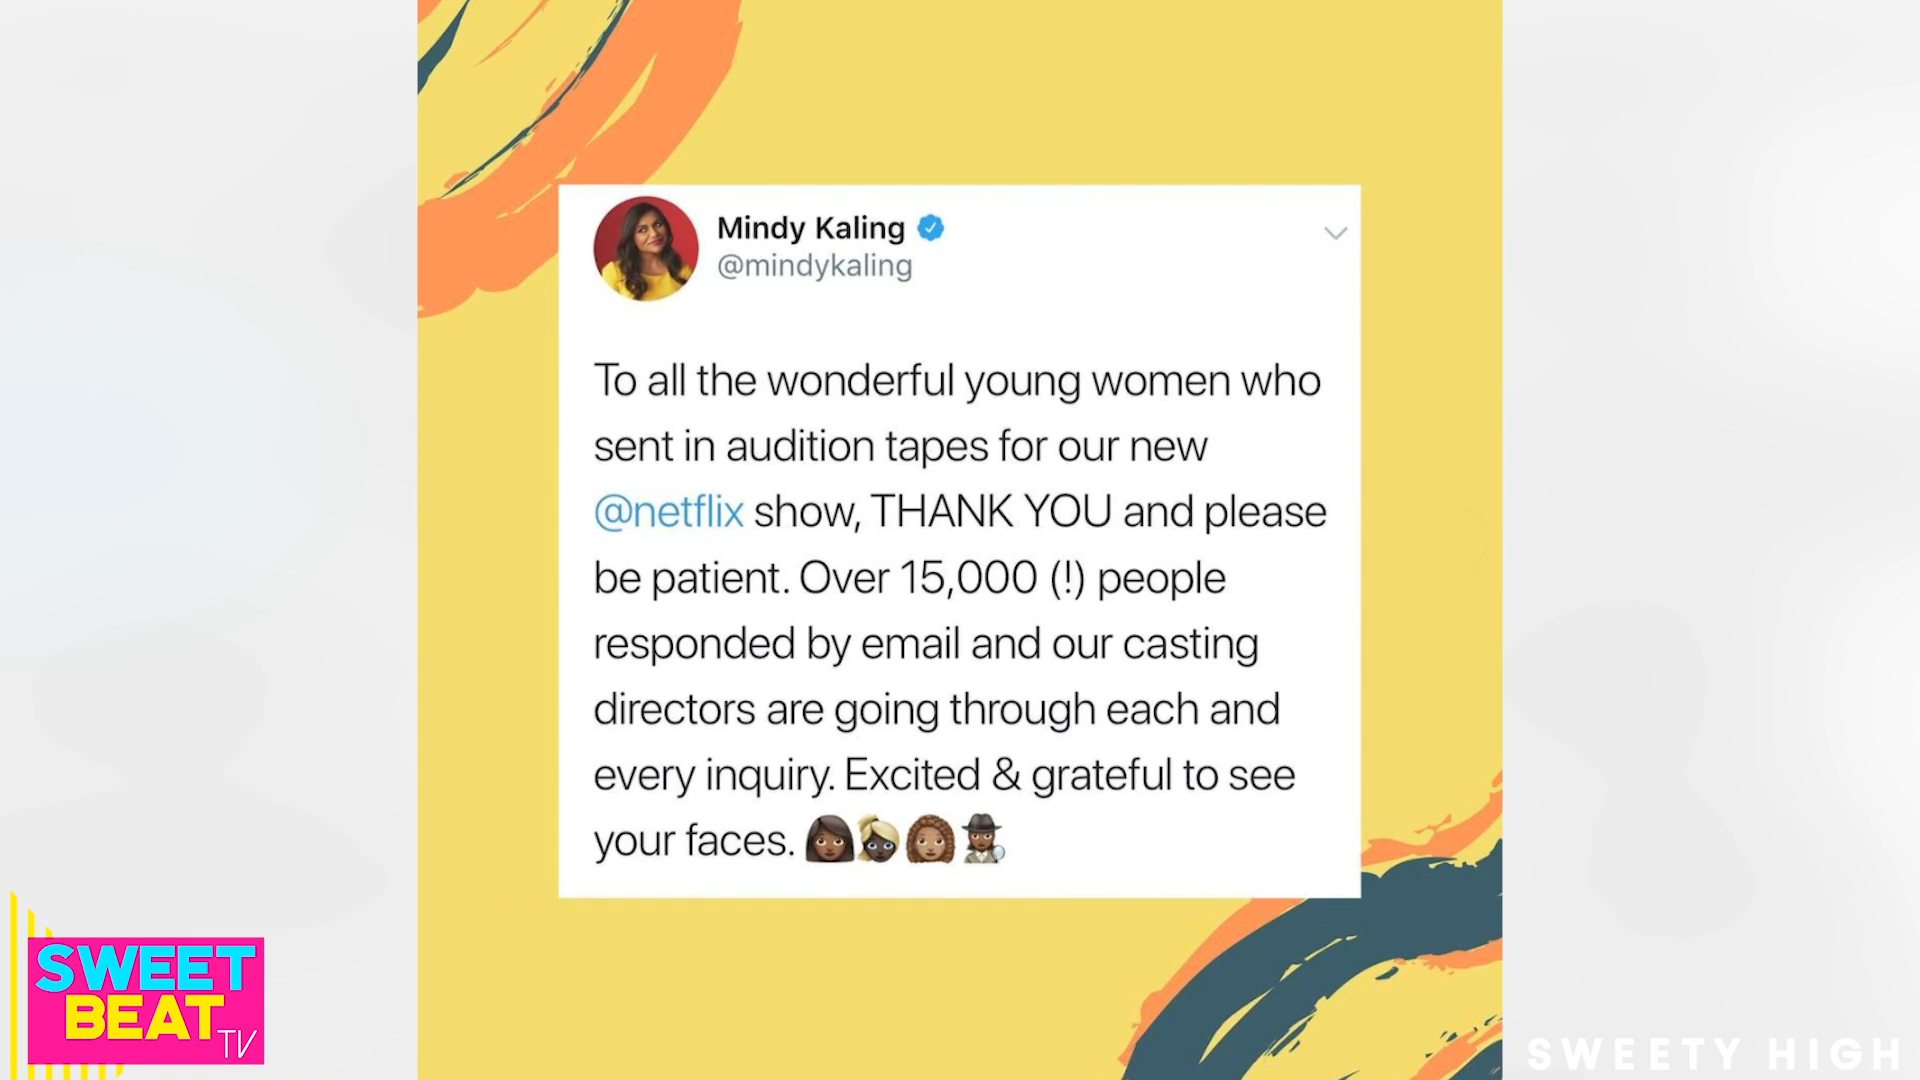 Mindy Kaling
@mindykaling
To all the wonderful young women who
sent in audition tapes for our new
@netflix show, THANK YOU and please
be patient. Over 15,000 (!) people
responded by email and our casting
directors are going through each and
every inquiry. Excited & grateful to see
your faces.
SWEET
BEAT
TV
SWEETY HIGH